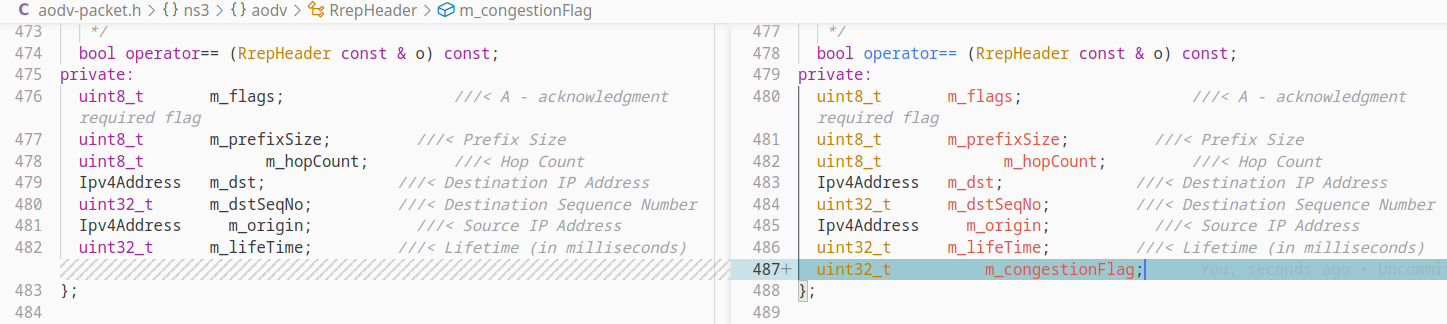 aodv-packet.h > {} ns3 > {} aodv > RrepHeader > m_congestionFlag
473 */
474 bool operator== (RrepHeader const & o) const;
475 private:
476 uint8_t m_flags; ///< A - acknowledgment
required flag
477 uint8_t m_prefixSize; ///< Prefix Size
478 uint8_t m_hopCount; ///< Hop Count
479 Ipv4Address m_dst; ///< Destination IP Address
480 uint32_t m_dstSeqNo; ///< Destination Sequence Number
481 Ipv4Address m_origin; ///< Source IP Address
482 uint32_t m_lifeTime; ///< Lifetime (in milliseconds)
483 };
484
477 */
478 bool operator== (RrepHeader const & o) const;
479 private:
480 uint8_t m_flags; ///< A - acknowledgment
required flag
481 uint8_t m_prefixSize; ///< Prefix Size
482 uint8_t m_hopCount; ///< Hop Count
483 Ipv4Address m_dst; ///< Destination IP Address
484 uint32_t m_dstSeqNo; ///< Destination Sequence Number
485 Ipv4Address m_origin; ///< Source IP Address
486 uint32_t m_lifeTime; ///< Lifetime (in milliseconds)
487+ uint32_t m_congestionFlag; You, seconds ago • Uncommi
488 };
489